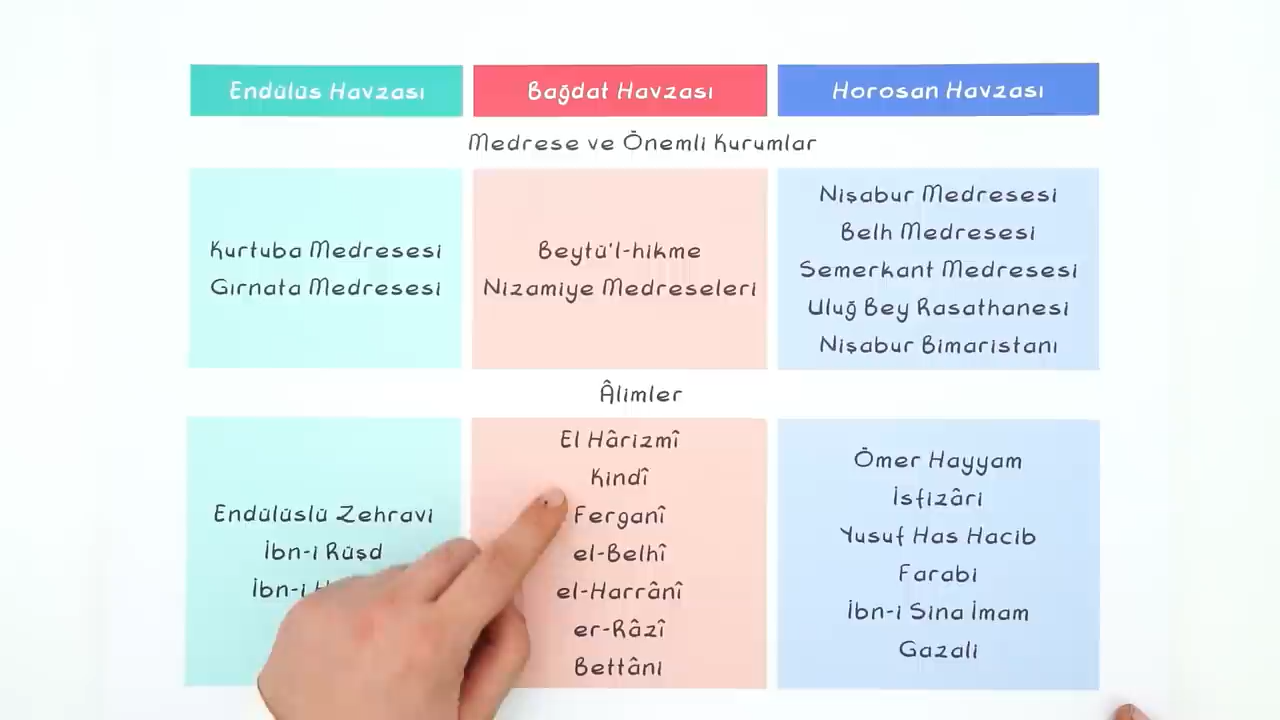 Endülüs Havzası
Bağdat Havzası
Horosan Havzası
Medrese ve Önemli Kurumlar
Kurtuba Medresesi
Gırnata Medresesi
Beytü'l-hikme
Nizamiye Medreseleri
Nişabur Medresesi
Belh Medresesi
Semerkant Medresesi
Uluğ Bey Rasathanesi
Nişabur Bimaristanı
Âlimler
Endülüslü Zehravi
İbn-i Rüşd
İbn-i
El Hârizmî
Kindî
Ferganî
el-Belhî
el-Harrânî
er-Râzî
Bettâni
Ömer Hayyam
İsfizâri
Yusuf Has Hacib
Farabi
İbn-i Sina İmam
Gazali